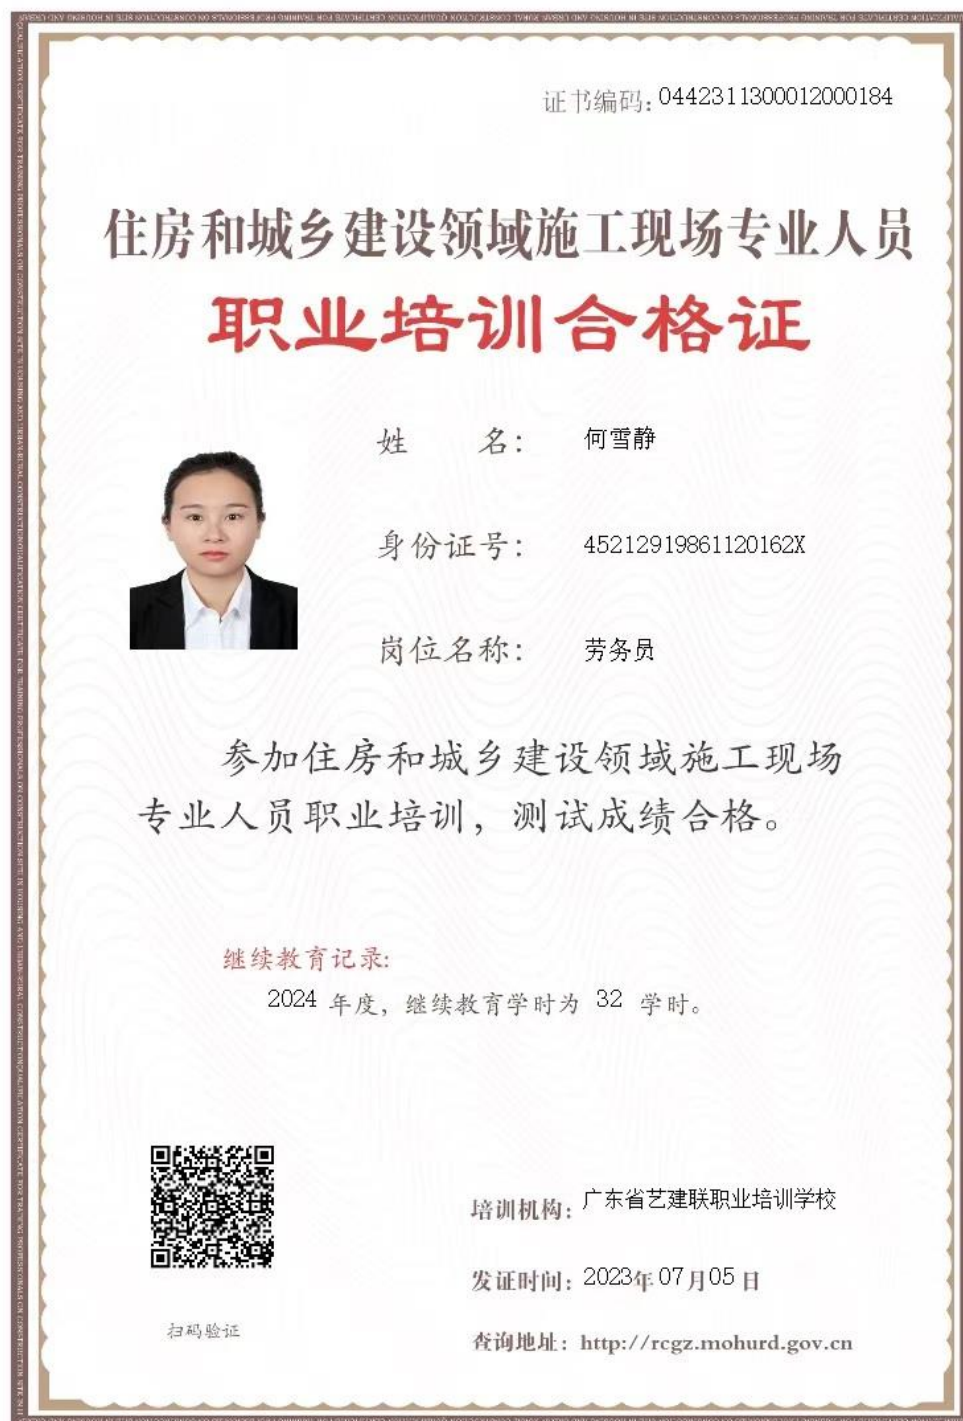 证书编码: 0442311300012000184
住房和城乡建设领域施工现场专业人员
职业培训合格证
姓 名: 何雪静
身份证号: 45212919861120162X
岗位名称: 劳务员
参加住房和城乡建设领域施工现场
专业人员职业培训，测试成绩合格。
继续教育记录:
2024 年度，继续教育学时为 32 学时。
培训机构: 广东省艺建联职业培训学校
发证时间: 2023年07月05日
扫码验证
查询地址: http://rcgz.mohurd.gov.cn